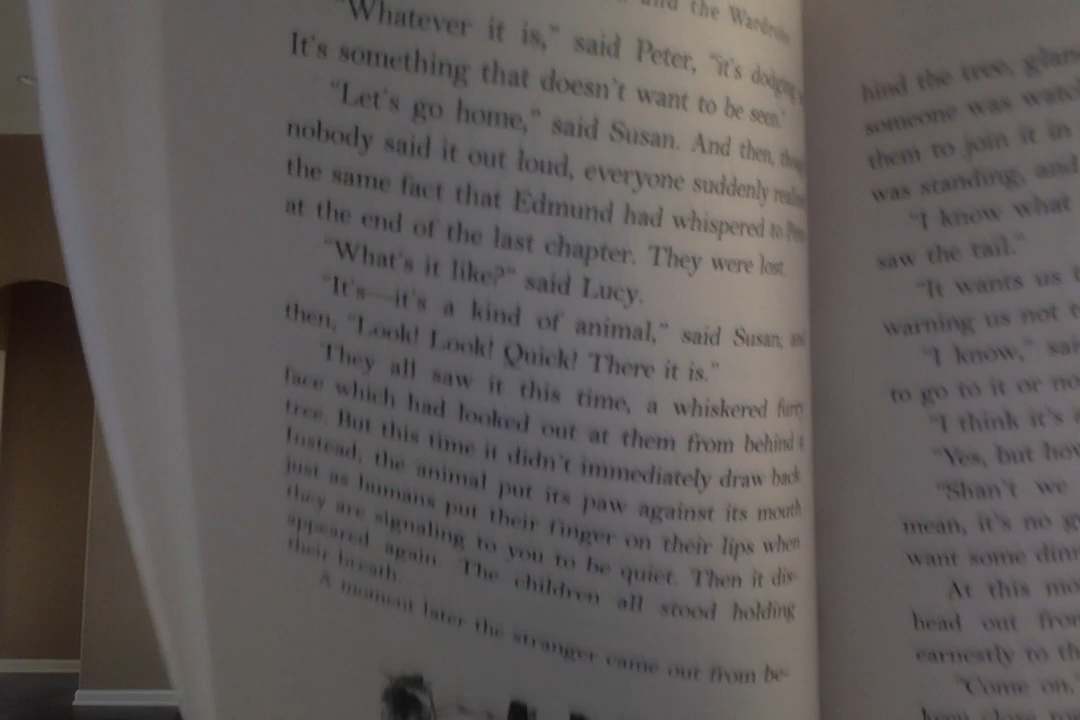 and the Wardrobe
"Whatever it is," said Peter, "it's dodging
It's something that doesn't want to be seen."
"Let's go home," said Susan. And then,
nobody said it out loud, everyone suddenly
the same fact that Edmund had whispered to
at the end of the last chapter. They were lost.
"What's it like?" said Lucy.
"It's—it's a kind of animal," said Susan,
then, "Look! Look! Quick! There it is."
They all saw it this time, a whiskered furry
face which had looked out at them from behind a
tree. But this time it didn't immediately draw back
Instead, the animal put its paw against its mouth
just as humans put their finger on their lips when
they are signaling to you to be quiet. Then it dis-
appeared again. The children all stood holding
their breath.
A moment later the stranger came out from be-
hind the tree,
someone was
them to join it in
was standing, and
"I know what
saw the tail."
"It wants us
warning us not
"I know,"
to go to it or
"I think it's
"Yes, but
"Shan't we
mean, it's no
want some
At this
head out
earnestly to
"Come on,"